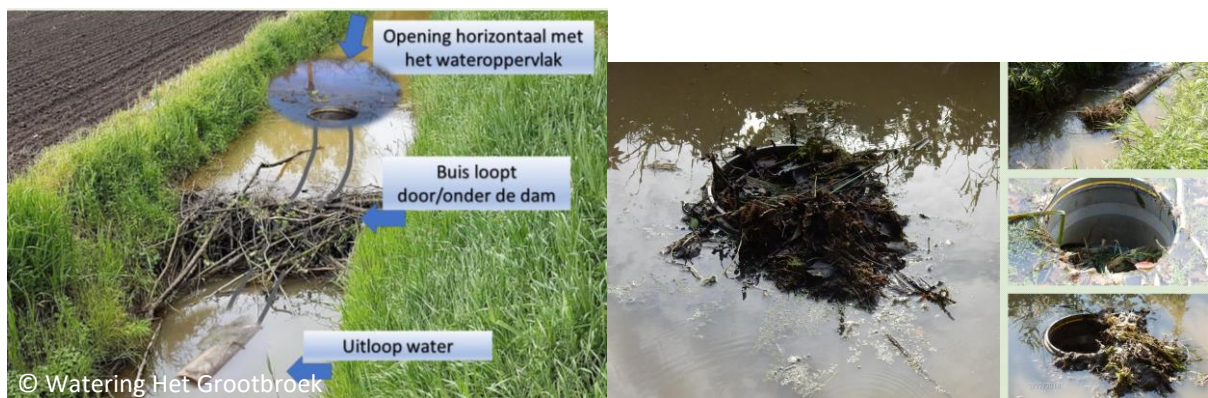 Opening horizontaal met
het wateroppervlak
Buis loopt
door/onder de dam
Uitloop water
© Watering Het Grootbroek